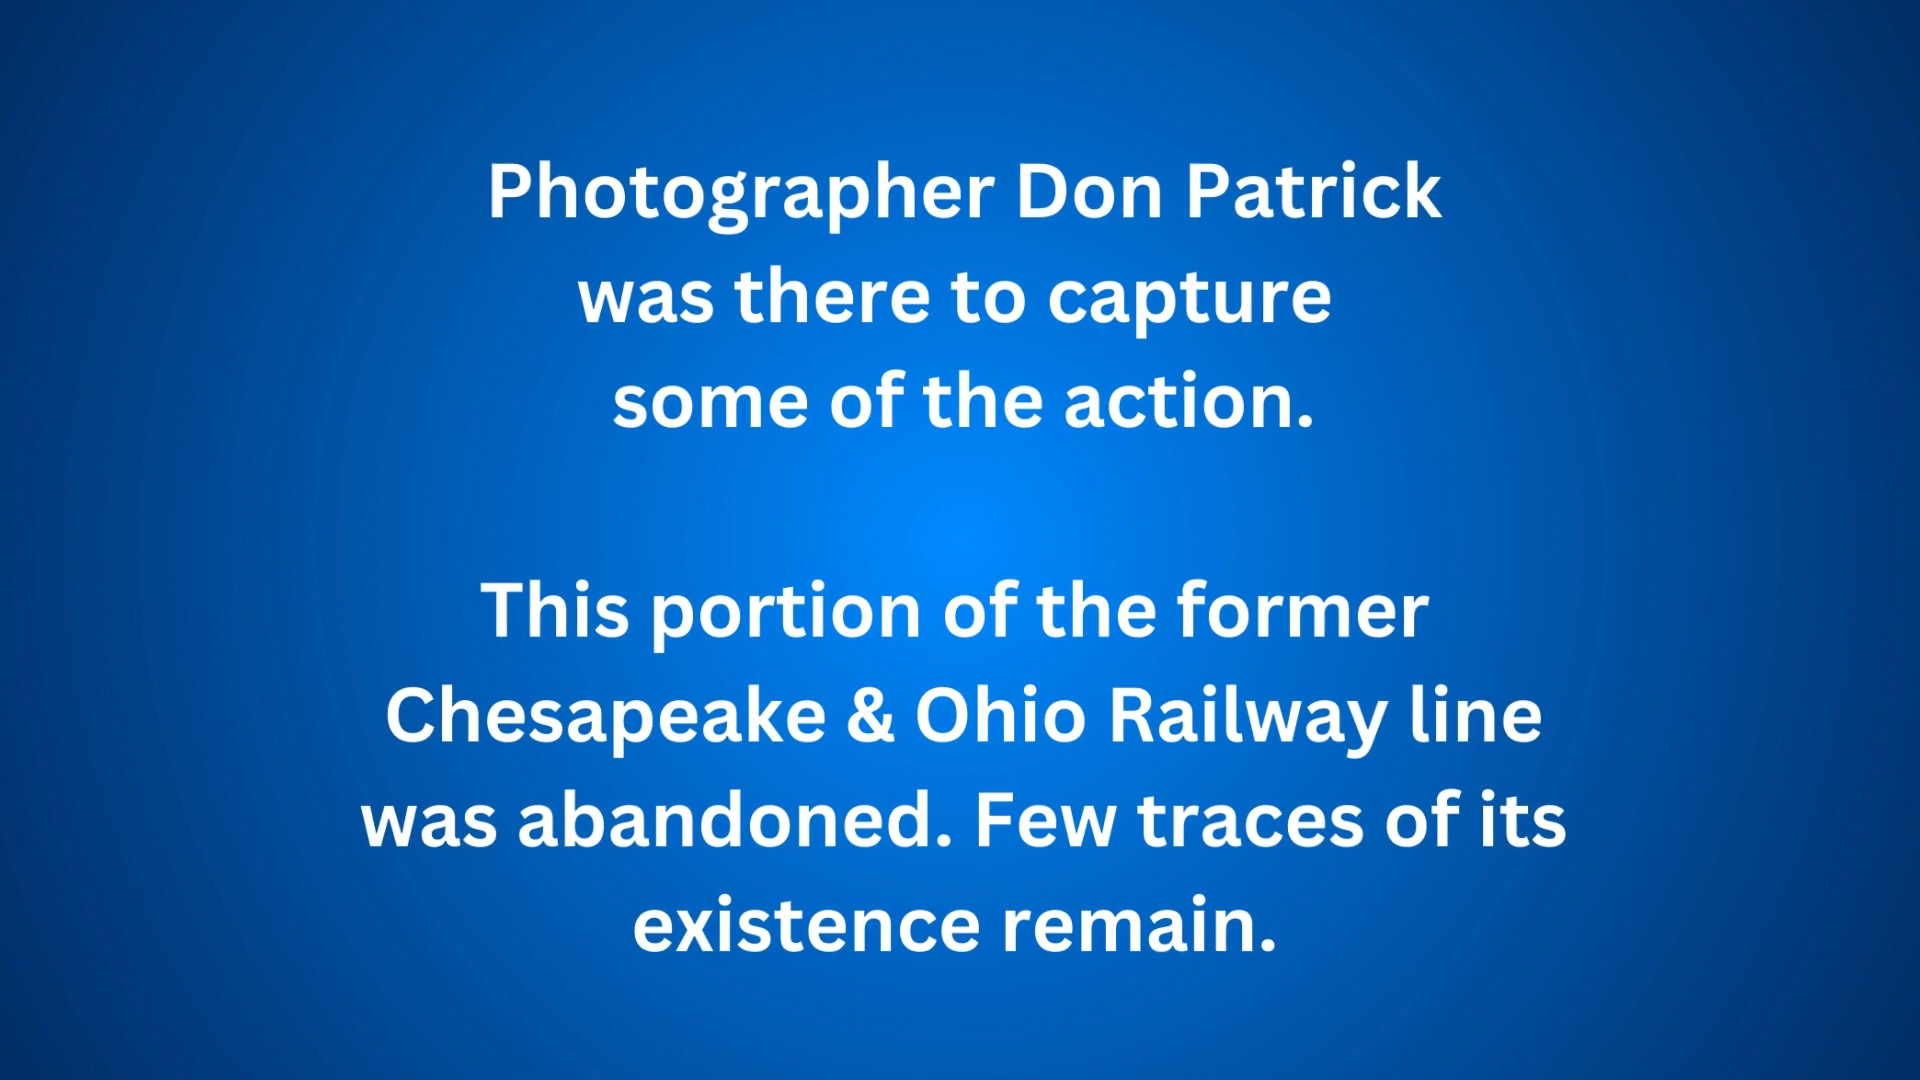 Photographer Don Patrick
was there to capture
some of the action.
This portion of the former
Chesapeake & Ohio Railway line
was abandoned. Few traces of its
existence remain.